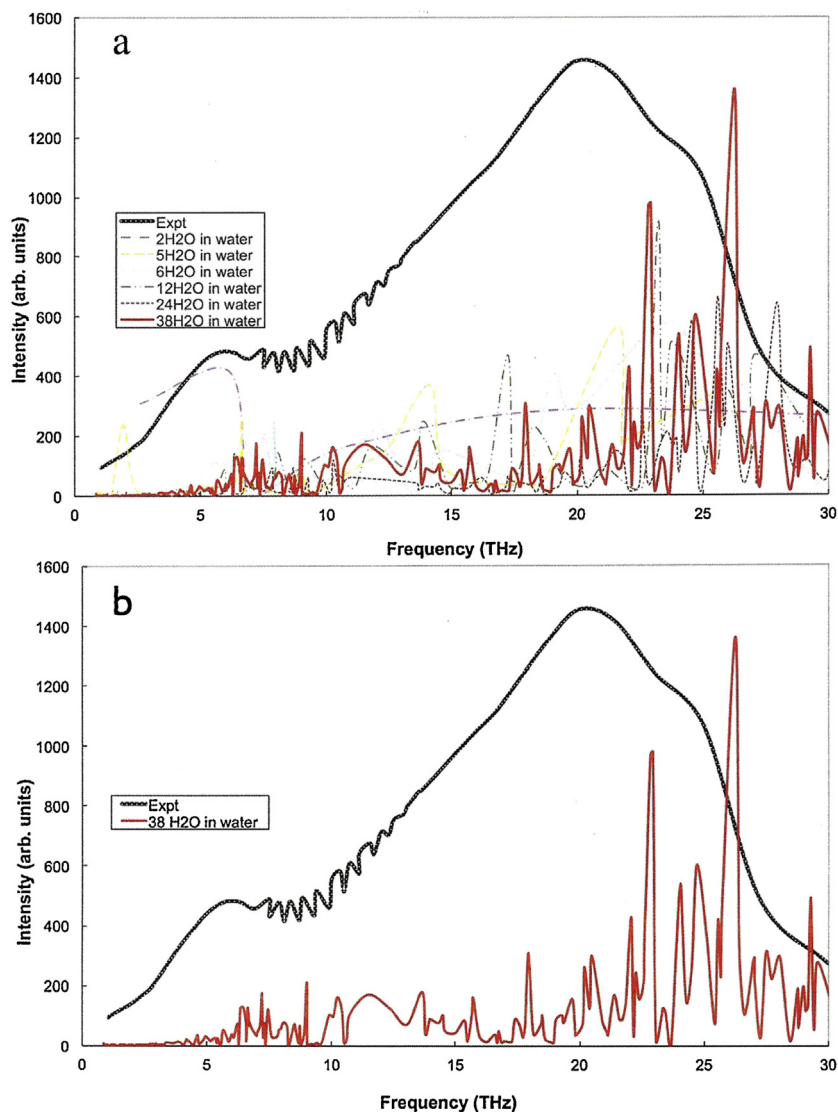 a
1600
1400
1200
1000
800
600
400
200
0
Intensity (arb. units)
Expt
2H2O in water
5H2O in water
6H2O in water
12H2O in water
24H2O in water
38H2O in water
0 5 10 15 20 25 30
Frequency (THz)
b
1600
1400
1200
1000
800
600
400
200
0
Intensity (arb. units)
Expt
38 H2O in water
0 5 10 15 20 25 30
Frequency (THz)